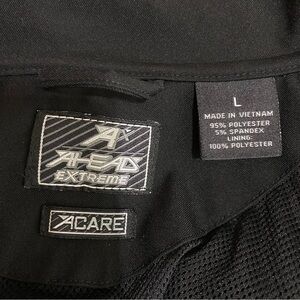 A
AHEAD
EXTREME
ACARE
L
MADE IN VIETNAM
95% POLYESTER
5% SPANDEX
LINING:
100% POLYESTER